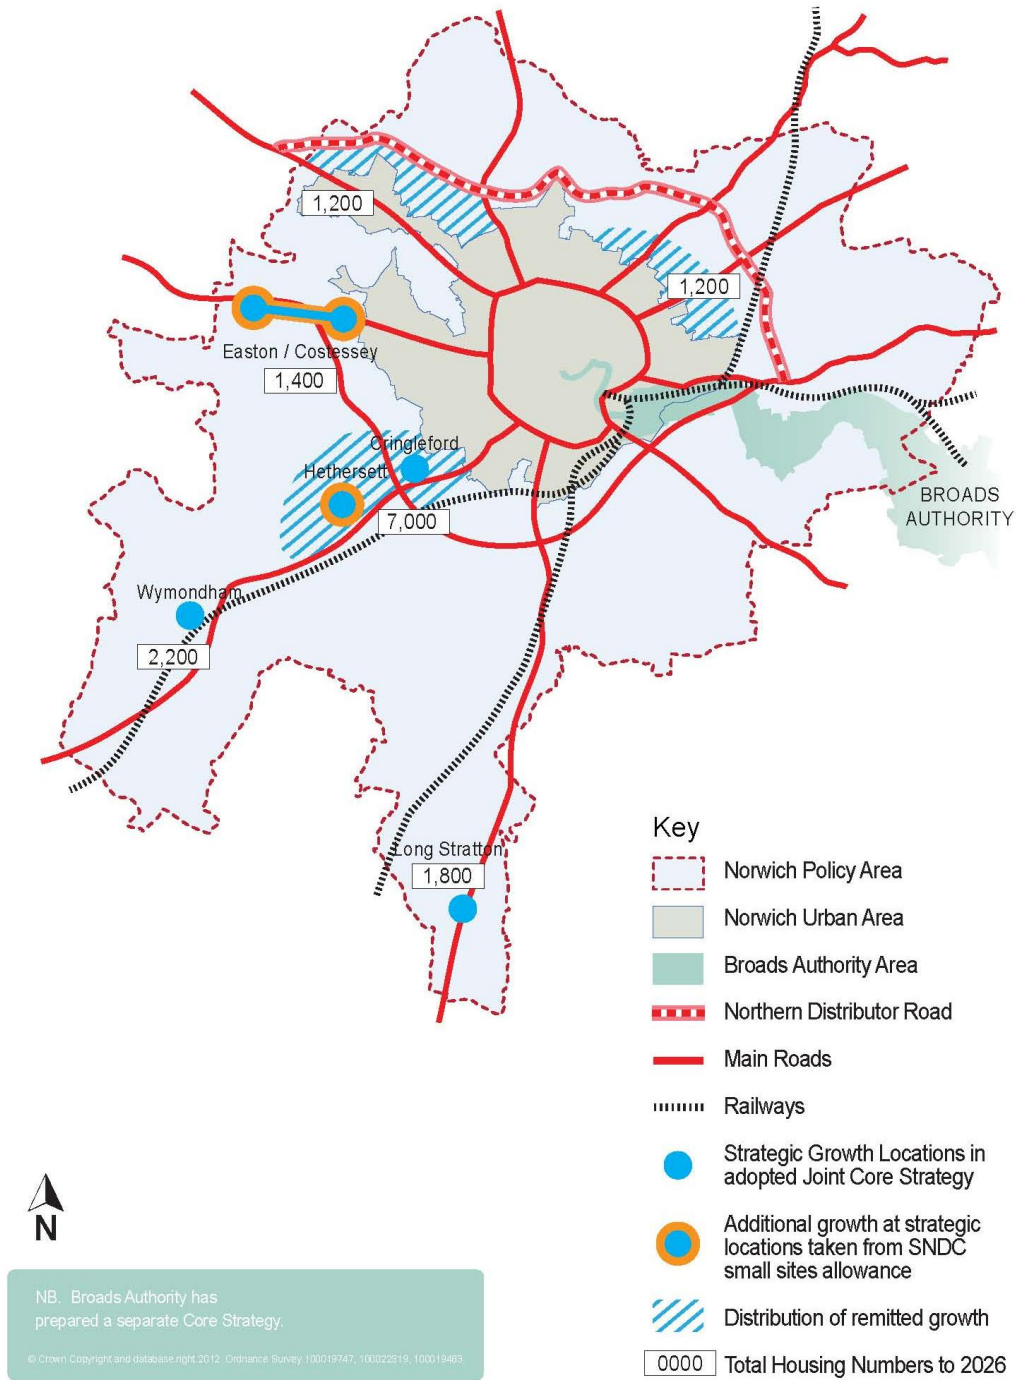 1,200
1,200
Easton / Costessey
1,400
Cringleford
Hethersett
7,000
BROADS
AUTHORITY
Wymondham
2,200
Long Stratton
1,800
Key
Norwich Policy Area
Norwich Urban Area
Broads Authority Area
Northern Distributor Road
Main Roads
Railways
Strategic Growth Locations in
adopted Joint Core Strategy
Additional growth at strategic
locations taken from SNDC
small sites allowance
Distribution of remitted growth
0000 Total Housing Numbers to 2026
N
NB. Broads Authority has
prepared a separate Core Strategy.
© Crown Copyright and database right 2012. Ordnance Survey 100019747, 100022319, 100019483